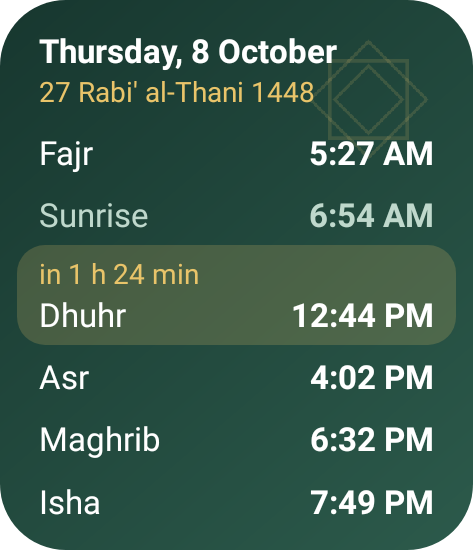 Thursday, 8 October
27 Rabi' al-Thani 1448
Fajr 5:27 AM
Sunrise 6:54 AM
in 1 h 24 min
Dhuhr 12:44 PM
Asr 4:02 PM
Maghrib 6:32 PM
Isha 7:49 PM